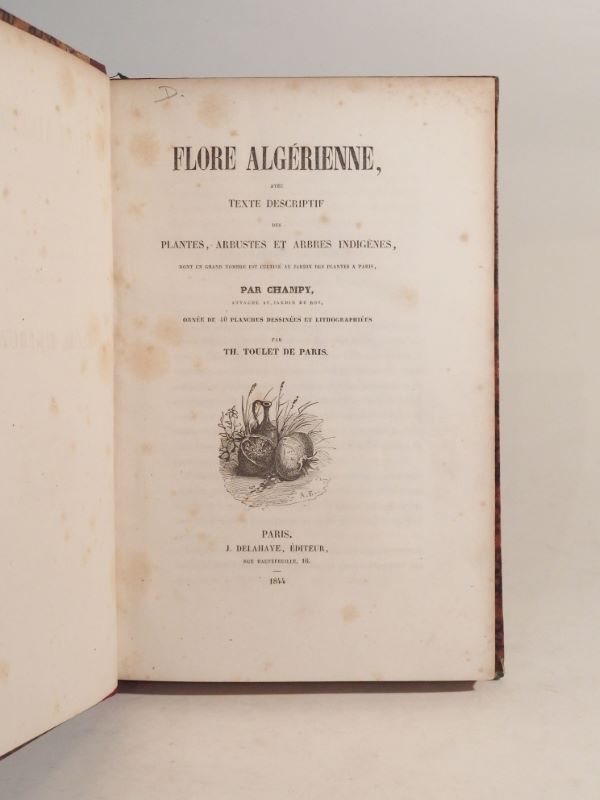 D.
FLORE ALGÉRIENNE,
AVEC
TEXTE DESCRIPTIF
DES
PLANTES, ARBUSTES ET ARBRES INDIGÈNES,
DONT UN GRAND NOMBRE EST CULTIVÉ AU JARDIN DES PLANTES A PARIS,
PAR CHAMPY,
ATTACHÉ AU JARDIN DU ROI,
ORNÉE DE 40 PLANCHES DESSINÉES ET LITHOGRAPHIÉES
PAR
TH. TOULET DE PARIS.
PARIS,
J. DELAHAYE, ÉDITEUR,
RUE HAUTEFEUILLE, 16.
1844